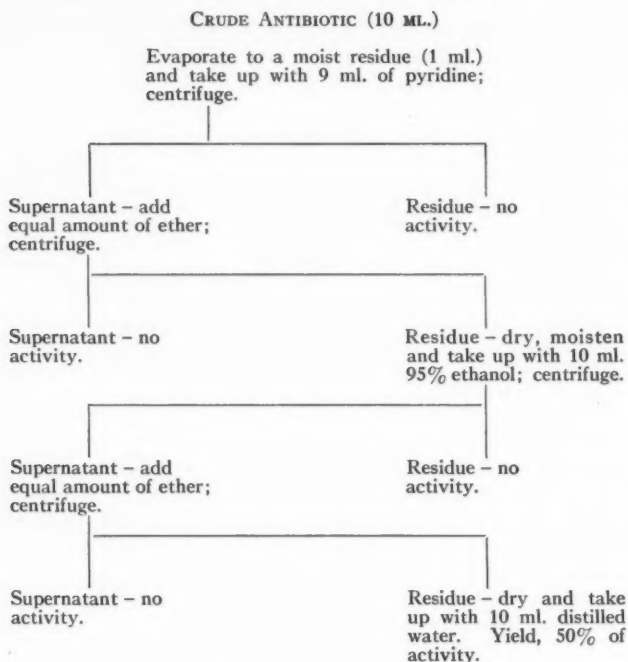 CRUDE ANTIBIOTIC (10 ML.)
Evaporate to a moist residue (1 ml.)
and take up with 9 ml. of pyridine;
centrifuge.
Supernatant – add
equal amount of ether;
centrifuge.
Residue – no
activity.
Supernatant – no
activity.
Residue – dry, moisten
and take up with 10 ml.
95% ethanol; centrifuge.
Supernatant – add
equal amount of ether;
centrifuge.
Residue – no
activity.
Supernatant – no
activity.
Residue – dry and take
up with 10 ml. distilled
water. Yield, 50% of
activity.